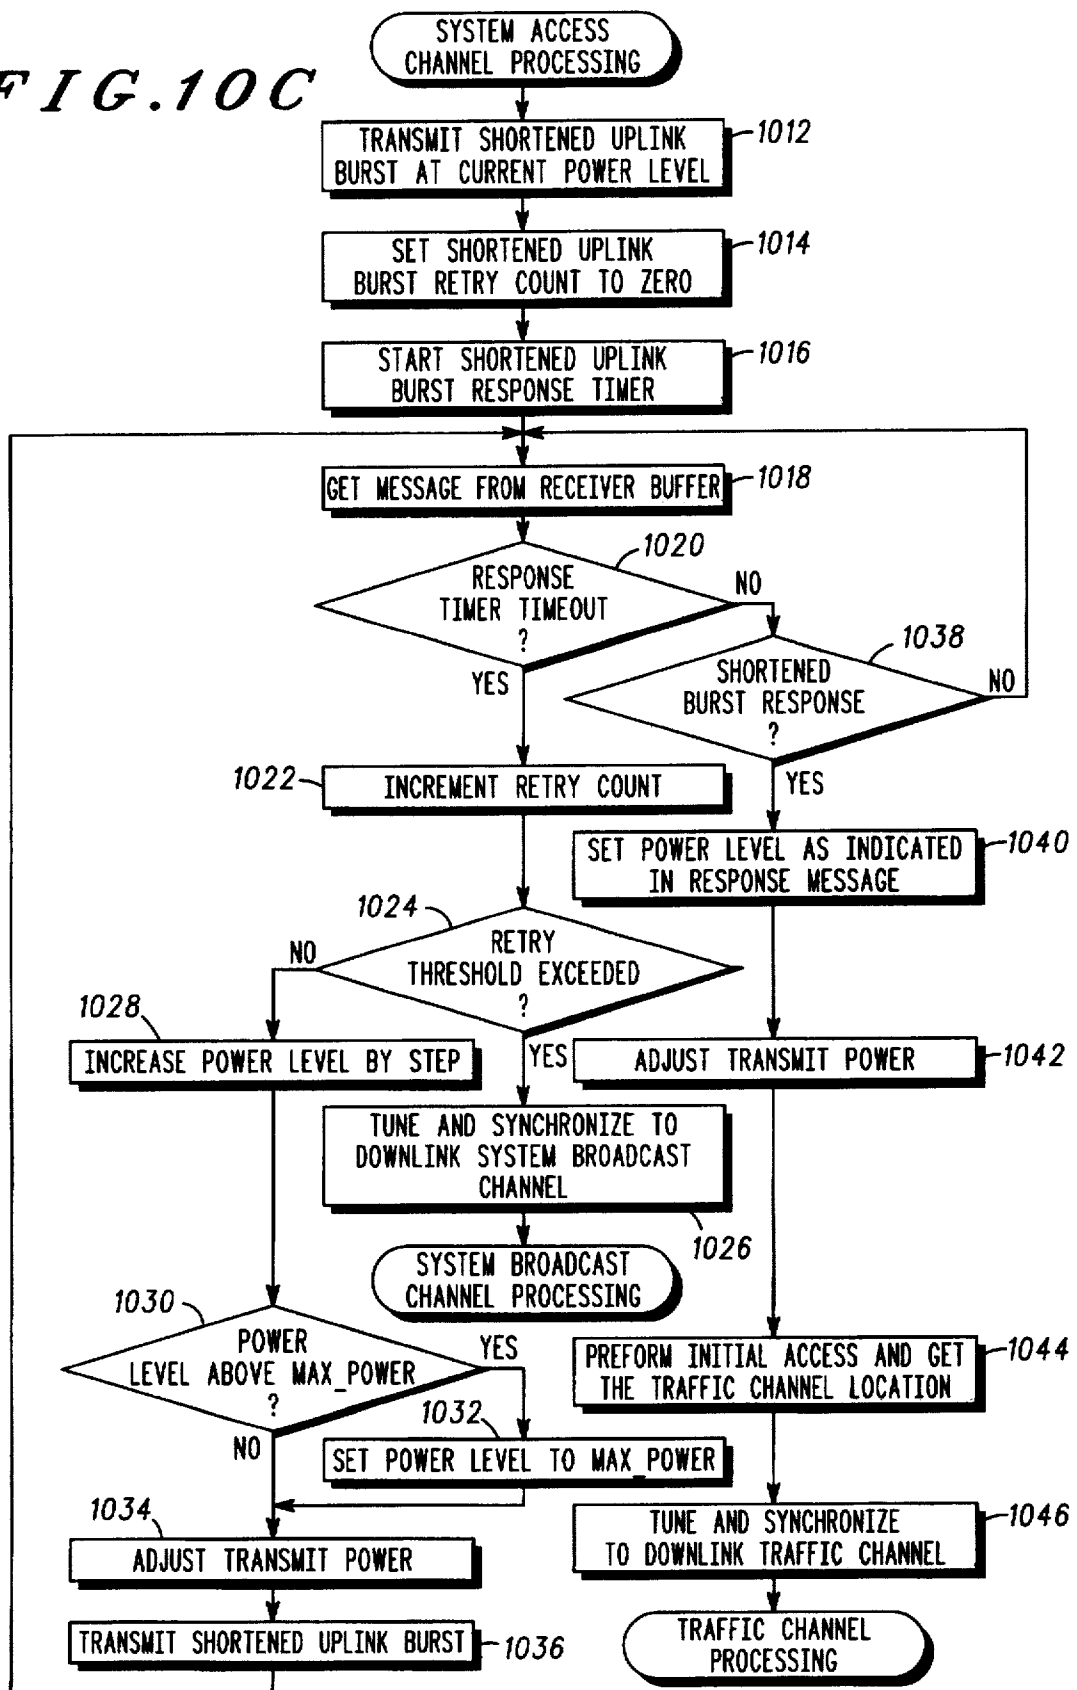 FIG.10C
SYSTEM ACCESS
CHANNEL PROCESSING
TRANSMIT SHORTENED UPLINK
BURST AT CURRENT POWER LEVEL
1012
SET SHORTENED UPLINK
BURST RETRY COUNT TO ZERO
1014
START SHORTENED UPLINK
BURST RESPONSE TIMER
1016
GET MESSAGE FROM RECEIVER BUFFER
1018
1020
RESPONSE
TIMER TIMEOUT
?
NO
YES
1038
SHORTENED
BURST RESPONSE
?
NO
YES
1022
INCREMENT RETRY COUNT
SET POWER LEVEL AS INDICATED
IN RESPONSE MESSAGE
1040
1024
RETRY
THRESHOLD EXCEEDED
?
NO
YES
1028
INCREASE POWER LEVEL BY STEP
ADJUST TRANSMIT POWER
1042
TUNE AND SYNCHRONIZE TO
DOWNLINK SYSTEM BROADCAST
CHANNEL
1026
SYSTEM BROADCAST
CHANNEL PROCESSING
1030
POWER
LEVEL ABOVE MAX_POWER
?
YES
NO
PREFORM INITIAL ACCESS AND GET
THE TRAFFIC CHANNEL LOCATION
1044
1032
SET POWER LEVEL TO MAX_POWER
1034
ADJUST TRANSMIT POWER
TUNE AND SYNCHRONIZE
TO DOWNLINK TRAFFIC CHANNEL
1046
TRANSMIT SHORTENED UPLINK BURST
1036
TRAFFIC CHANNEL
PROCESSING